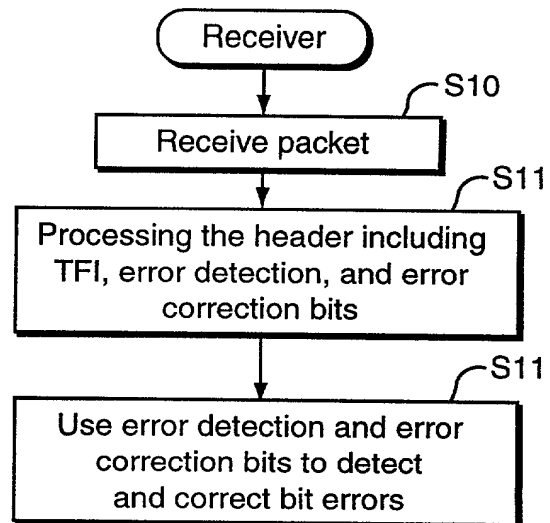 Receiver
S10
Receive packet
S11
Processing the header including
TFI, error detection, and error
correction bits
S11
Use error detection and error
correction bits to detect
and correct bit errors